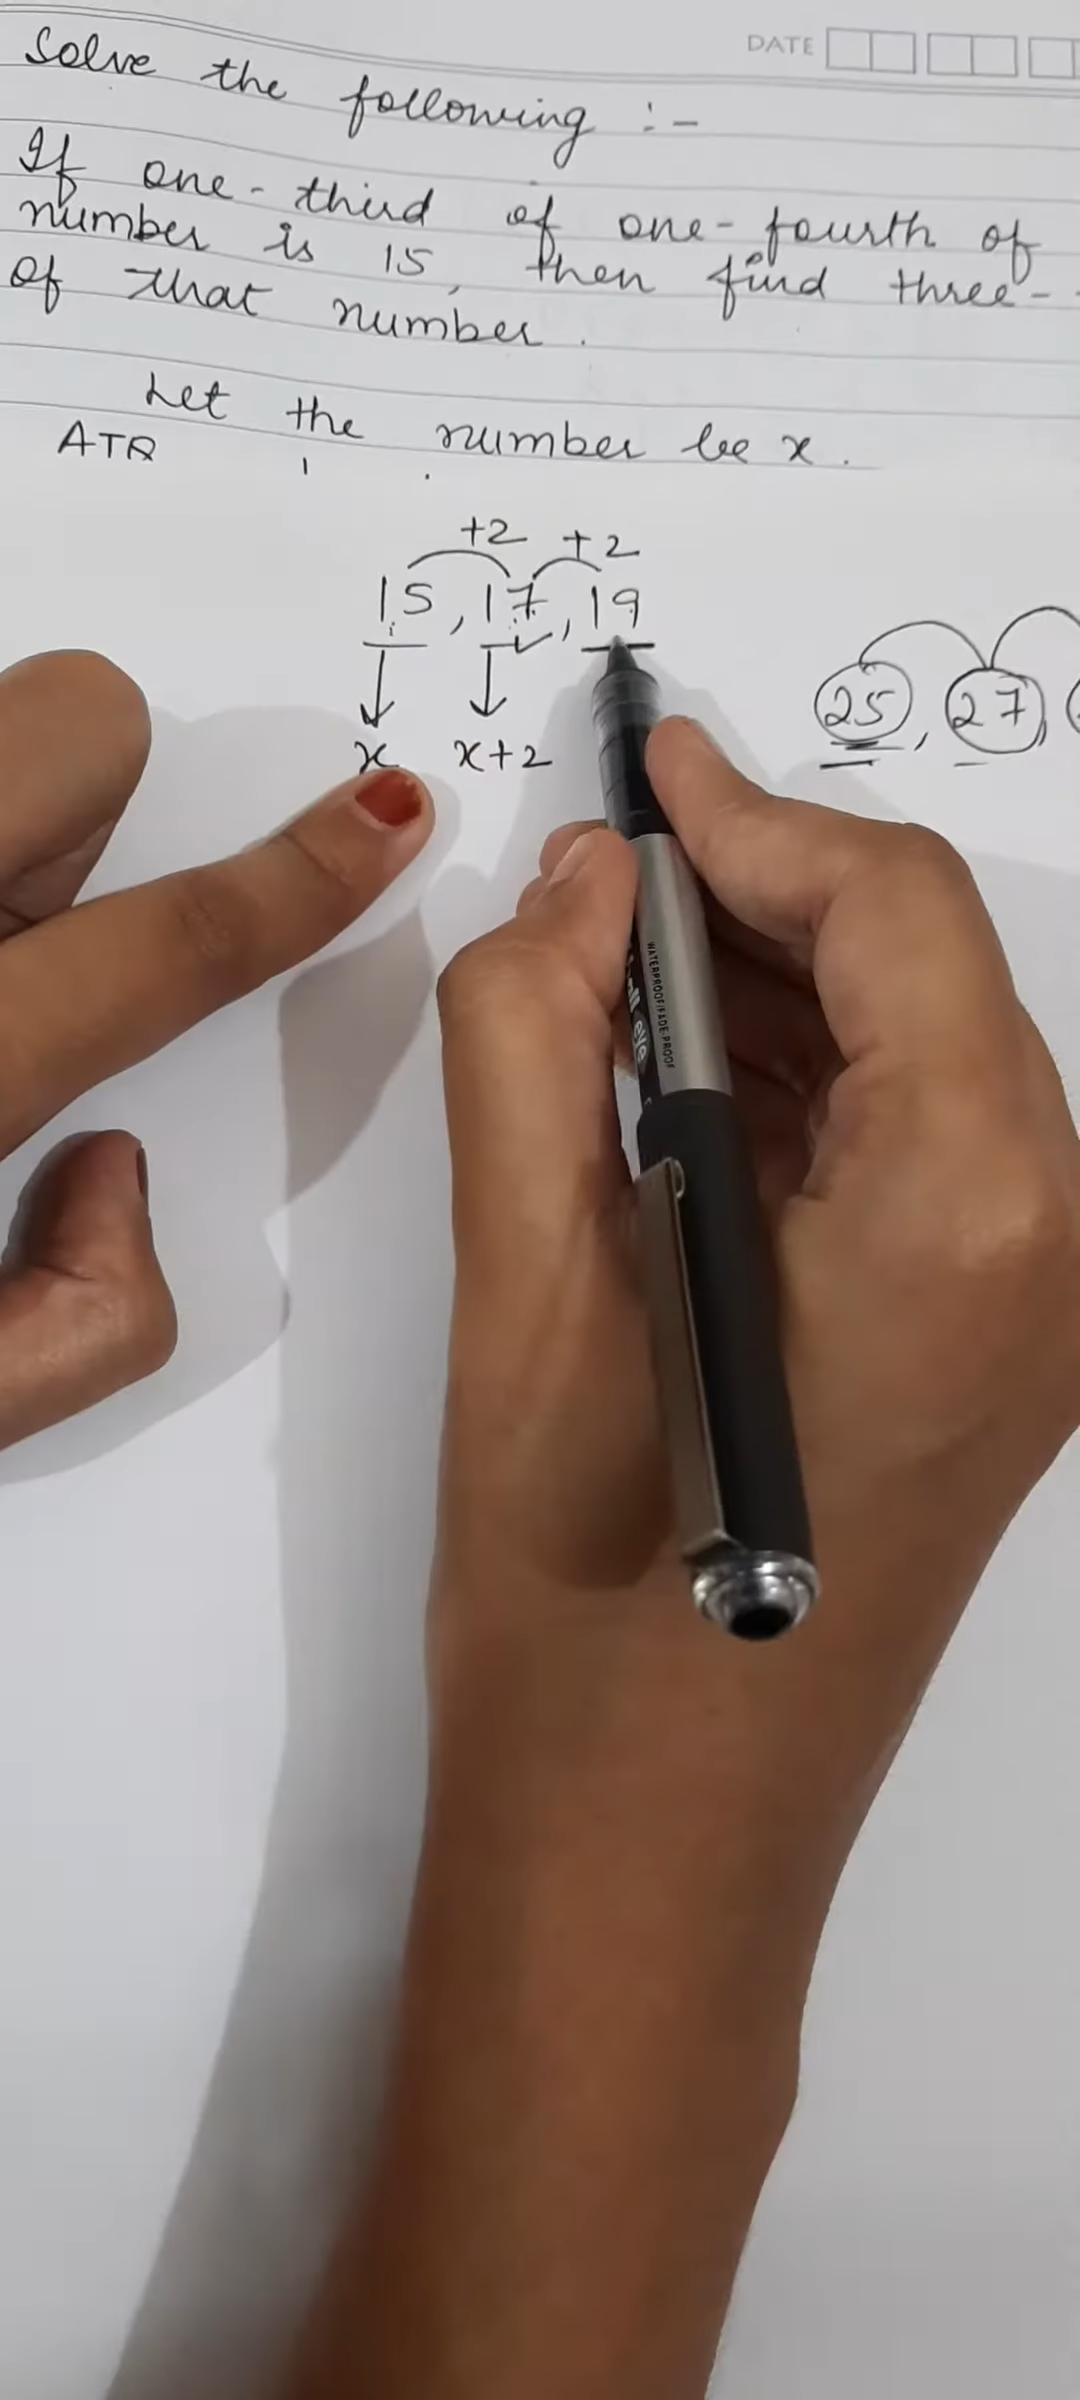 DATE
Solve the following :-
If one-third of one-fourth of
number is 15, then find three-
of that number.
Let the number be x.
ATQ
+2 +2
15, 17, 19
25, 27,
x x+2
WATERPROOF/FADE-PROOF
eye